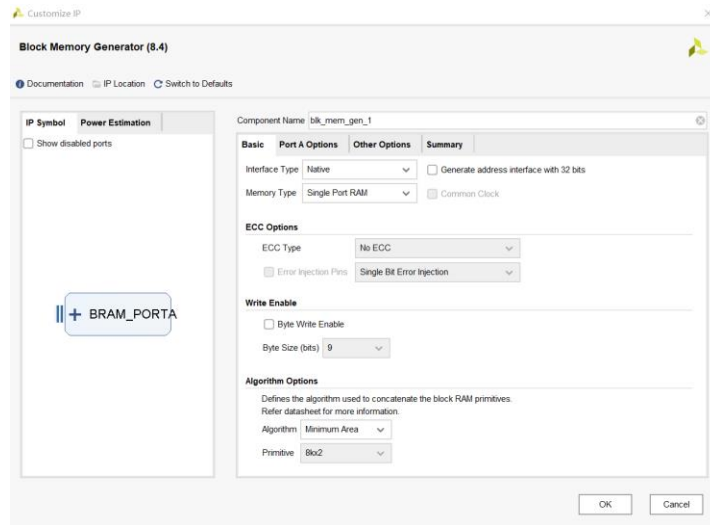 Customize IP
Block Memory Generator (8.4)
Documentation IP Location Switch to Defaults
IP Symbol Power Estimation
Show disabled ports
BRAM_PORTA
Component Name blk_mem_gen_1
Basic Port A Options Other Options Summary
Interface Type Native Generate address interface with 32 bits
Memory Type Single Port RAM Common Clock
ECC Options
ECC Type No ECC
Error Injection Pins Single Bit Error Injection
Write Enable
Byte Write Enable
Byte Size (bits) 9
Algorithm Options
Defines the algorithm used to concatenate the block RAM primitives.
Refer datasheet for more information.
Algorithm Minimum Area
Primitive 8kx2
OK Cancel